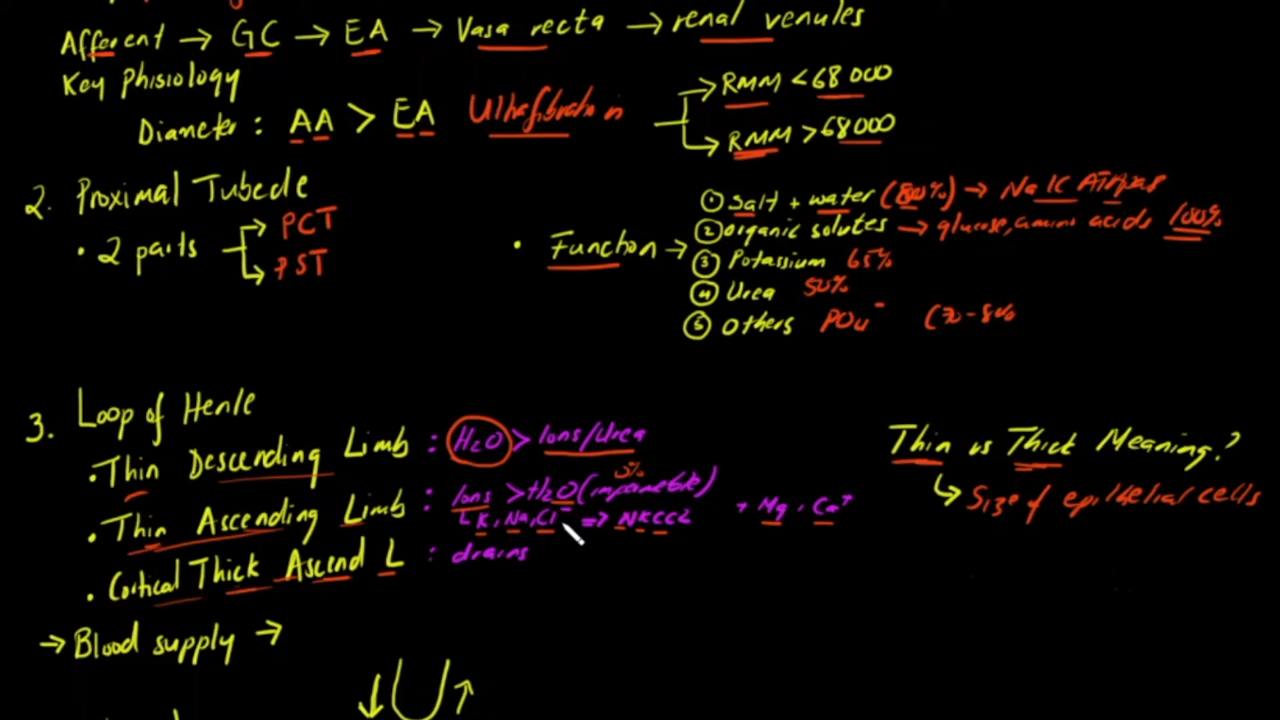 Afferent → GC → EA → Vasa recta → renal venules
Key Phisiology
Diameter : AA > EA Ultrafiltration
→ RMM < 68 000
→ RMM > 68000
2. Proximal Tubule
• 2 parts → PCT
→ PST
• Function →
① Salt + water (80%) → Na K ATPpas
② organic solutes → glucose, amino acids 100%
③ Potassium 65%
④ Urea 50%
⑤ Others PO4⁻
3. Loop of Henle
• Thin Descending Limb : H2O > Ions/Urea
• Thin Ascending Limb : Ions > H2O (impermeable)
K, Na, Cl⁻ => NKCC2 + Mg, Ca⁺
• Cortical Thick Ascend L : drains
→ Blood supply →
Thin vs Thick Meaning?
→ Size of epithelial cells